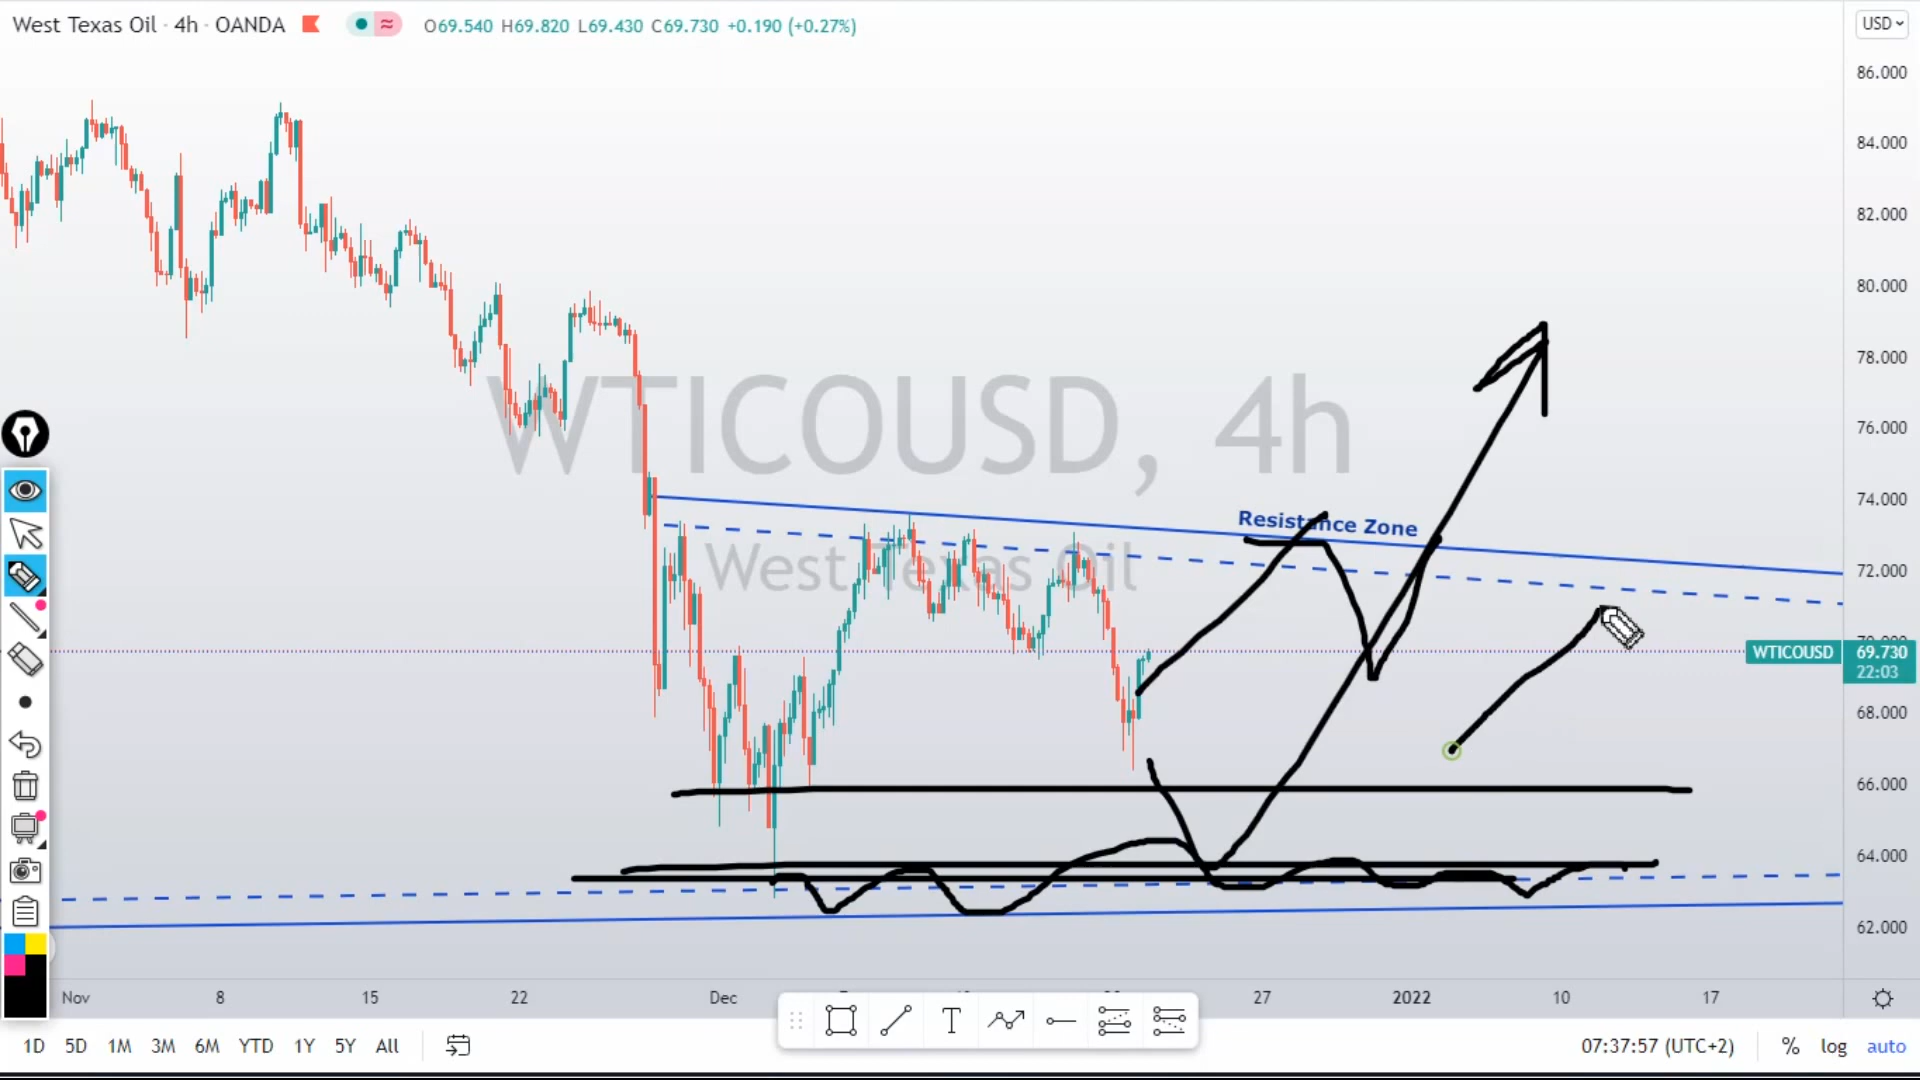 West Texas Oil · 4h · OANDA O69.540 H69.820 L69.430 C69.730 +0.190 (+0.27%)
USD
86.000
84.000
82.000
80.000
78.000
WTICOUSD, 4h
76.000
74.000
Resistance Zone
West Texas Oil
72.000
70.000
WTICOUSD 69.730
22:03
68.000
66.000
64.000
62.000
Nov 8 15 22 Dec 27 2022 10 17
1D 5D 1M 3M 6M YTD 1Y 5Y All 07:37:57 (UTC+2) % log auto